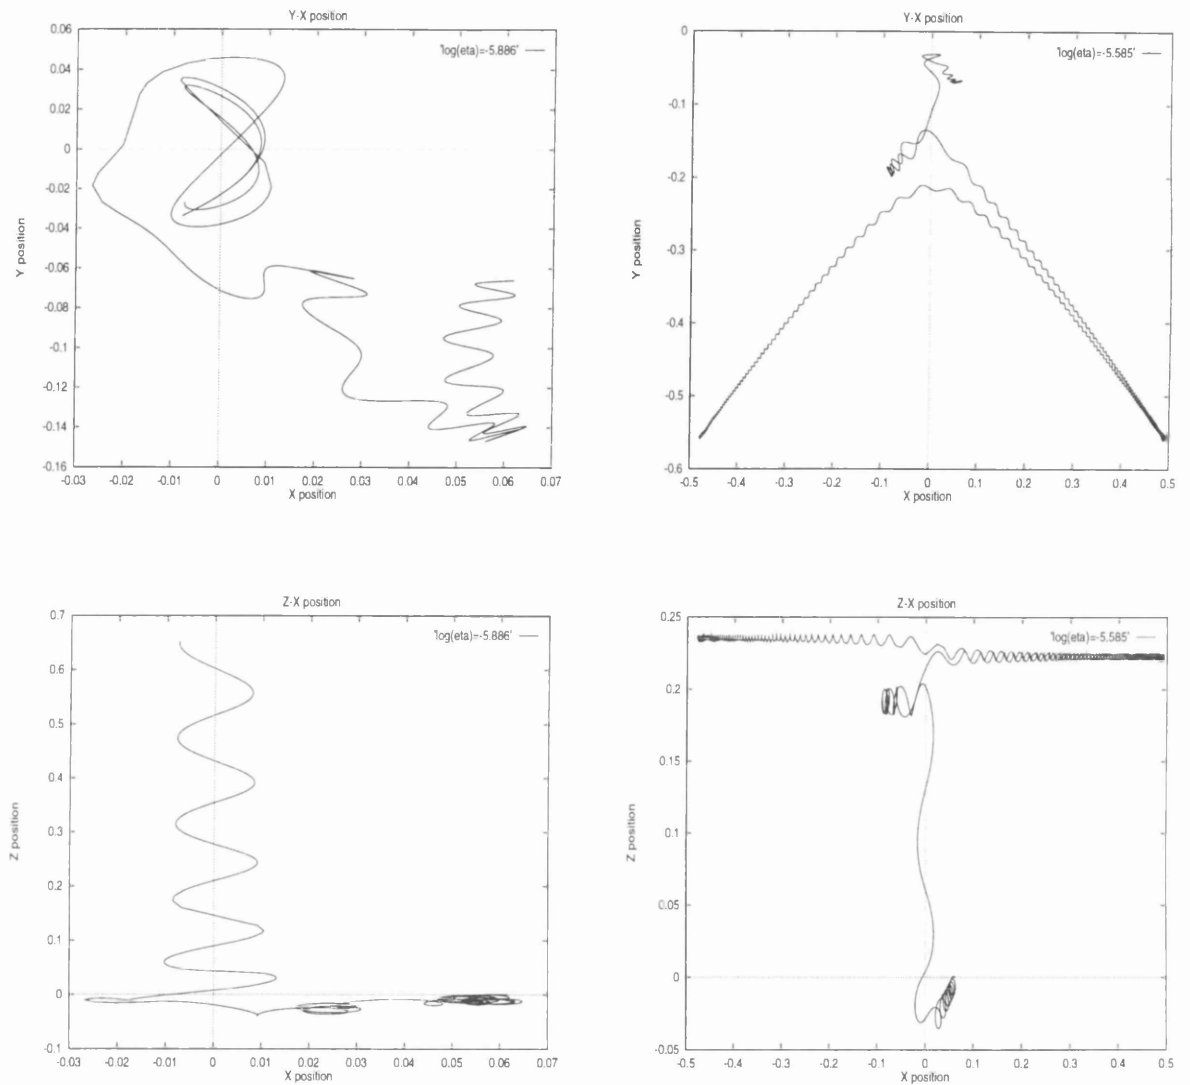 Y-X position
'log(eta)=-5.886'
0.06
0.04
0.02
0
-0.02
-0.04
-0.06
-0.08
-0.1
-0.12
-0.14
-0.16
Y position
-0.03 -0.02 -0.01 0 0.01 0.02 0.03 0.04 0.05 0.06 0.07
X position
Y-X position
'log(eta)=-5.585'
0
-0.1
-0.2
-0.3
-0.4
-0.5
-0.6
Y position
-0.5 -0.4 -0.3 -0.2 -0.1 0 0.1 0.2 0.3 0.4 0.5
X position
Z-X position
'log(eta)=-5.886'
0.7
0.6
0.5
0.4
0.3
0.2
0.1
0
-0.1
Z position
-0.03 -0.02 -0.01 0 0.01 0.02 0.03 0.04 0.05 0.06 0.07
X position
Z-X position
'log(eta)=-5.585'
0.25
0.2
0.15
0.1
0.05
0
-0.05
Z position
-0.5 -0.4 -0.3 -0.2 -0.1 0 0.1 0.2 0.3 0.4 0.5
X position